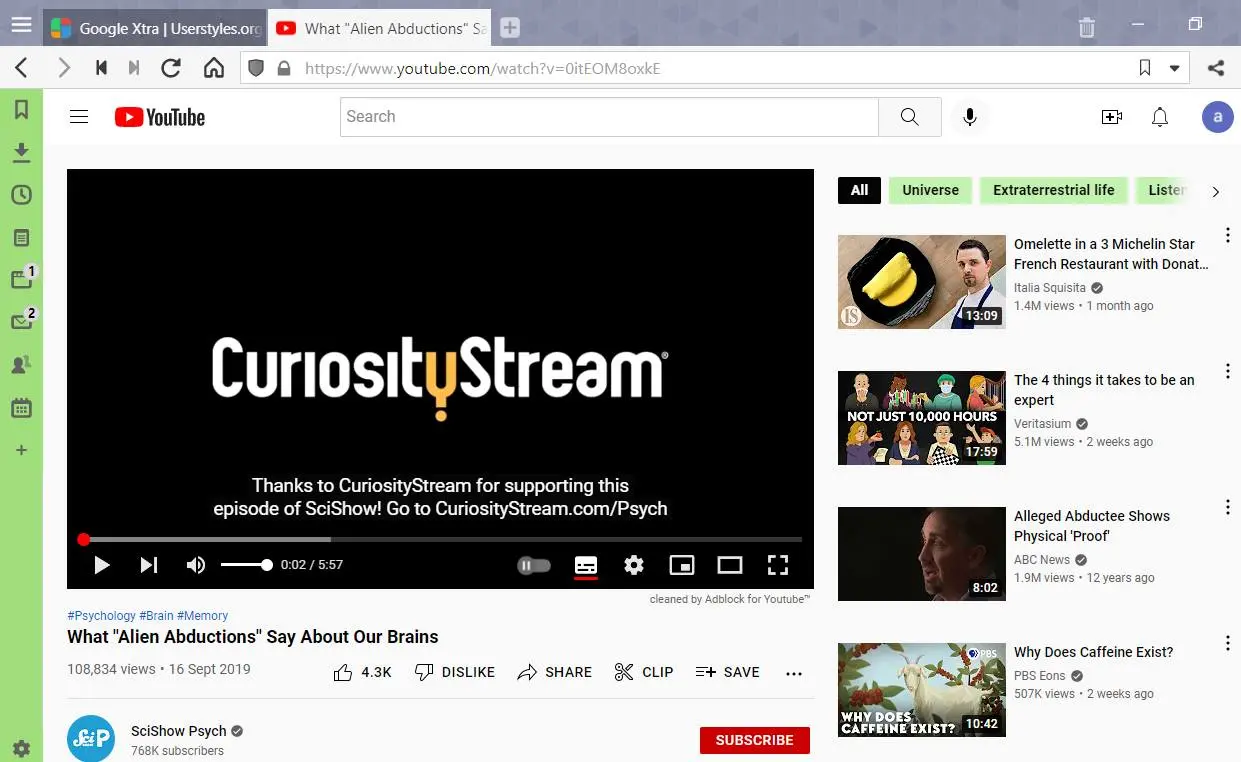 Google Xtra | Userstyles.org
What "Alien Abductions" Sa
https://www.youtube.com/watch?v=0itEOM8oxkE
YouTube
Search
a
1
2
CURIOSITYSTREAM
Thanks to CuriosityStream for supporting this
episode of SciShow! Go to CuriosityStream.com/Psych
0:02 / 5:57
cleaned by Adblock for Youtube™
#Psychology #Brain #Memory
What "Alien Abductions" Say About Our Brains
108,834 views • 16 Sept 2019
4.3K DISLIKE SHARE CLIP SAVE
SciP
SciShow Psych
768K subscribers
SUBSCRIBE
All Universe Extraterrestrial life Listen
IS
13:09
Omelette in a 3 Michelin Star
French Restaurant with Donat...
Italia Squisita
1.4M views • 1 month ago
NOT JUST 10,000 HOURS
17:59
The 4 things it takes to be an
expert
Veritasium
5.1M views • 2 weeks ago
8:02
Alleged Abductee Shows
Physical 'Proof'
ABC News
1.9M views • 12 years ago
PBS
WHY DOES
CAFFEINE EXIST?
10:42
Why Does Caffeine Exist?
PBS Eons
507K views • 2 weeks ago